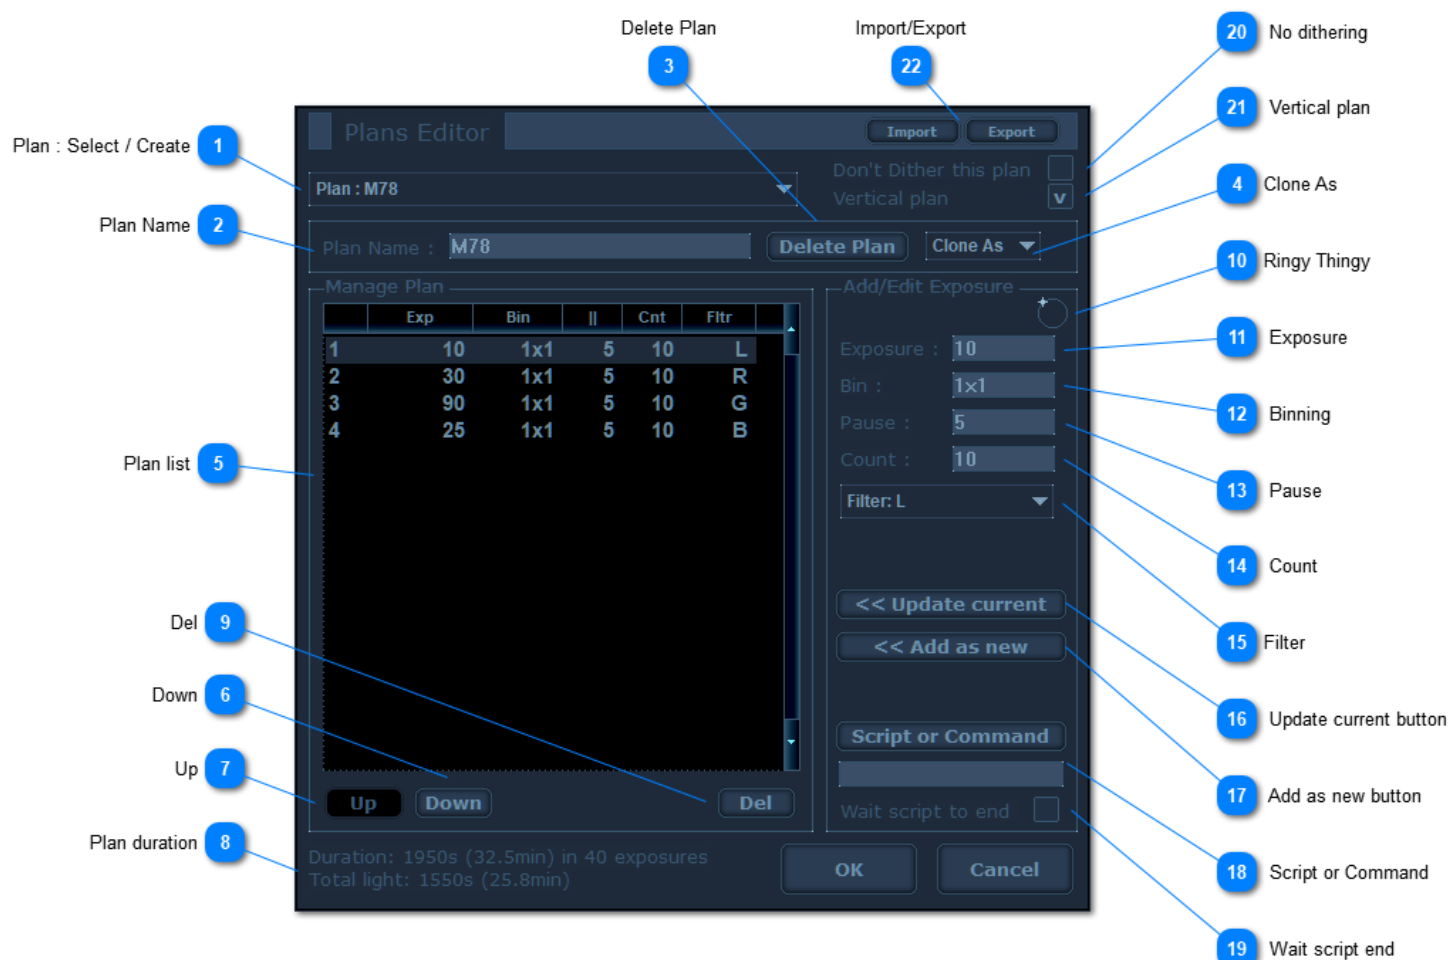 Delete Plan
3
Import/Export
22
20 No dithering
21 Vertical plan
Plan : Select / Create 1
Plans Editor
Import Export
Don't Dither this plan
Plan : M78
Vertical plan v
4 Clone As
Plan Name 2
Plan Name : M78 Delete Plan Clone As
10 Ringy Thingy
Manage Plan
Add/Edit Exposure
Exp Bin || Cnt Fltr
1 10 1x1 5 10 L
2 30 1x1 5 10 R
3 90 1x1 5 10 G
4 25 1x1 5 10 B
Exposure : 10
11 Exposure
Bin : 1x1
12 Binning
Pause : 5
Count : 10
Plan list 5
13 Pause
Filter: L
14 Count
<< Update current
Del 9
15 Filter
<< Add as new
Down 6
16 Update current button
Script or Command
Up 7
17 Add as new button
Up Down Del
Wait script to end
Plan duration 8
Duration: 1950s (32.5min) in 40 exposures
Total light: 1550s (25.8min)
OK Cancel
18 Script or Command
19 Wait script end